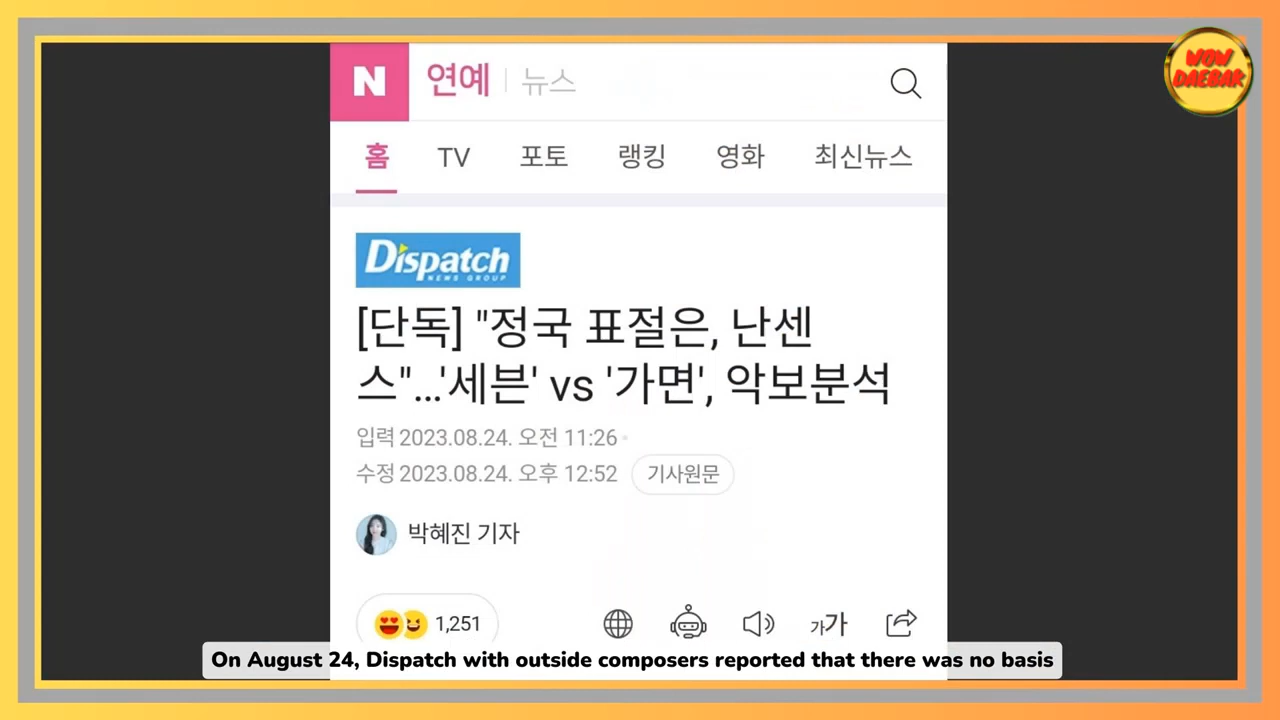 WOW
DAEBAK
N 연예 | 뉴스
홈 TV 포토 랭킹 영화 최신뉴스
Dispatch
NEWS GROUP
[단독] "정국 표절은, 난센
스"...'세븐' vs '가면', 악보분석
입력 2023.08.24. 오전 11:26
수정 2023.08.24. 오후 12:52 기사원문
박혜진 기자
1,251 가가
On August 24, Dispatch with outside composers reported that there was no basis